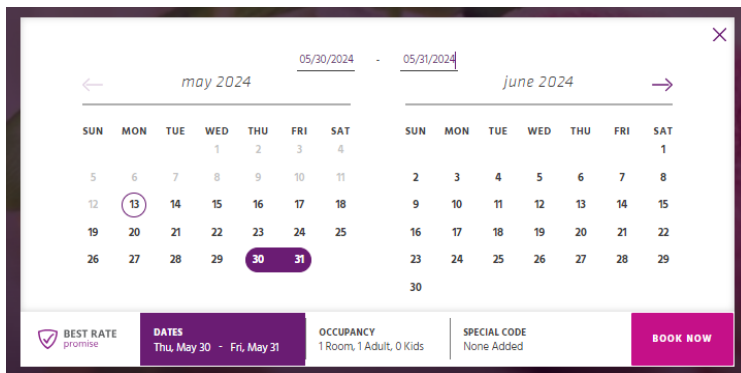 05/30/2024 - 05/31/2024
may 2024
SUN MON TUE WED THU FRI SAT
1 2 3 4
5 6 7 8 9 10 11
12 13 14 15 16 17 18
19 20 21 22 23 24 25
26 27 28 29 30 31
june 2024
SUN MON TUE WED THU FRI SAT
1
2 3 4 5 6 7 8
9 10 11 12 13 14 15
16 17 18 19 20 21 22
23 24 25 26 27 28 29
30
BEST RATE
promise
DATES
Thu, May 30 - Fri, May 31
OCCUPANCY
1 Room, 1 Adult, 0 Kids
SPECIAL CODE
None Added
BOOK NOW